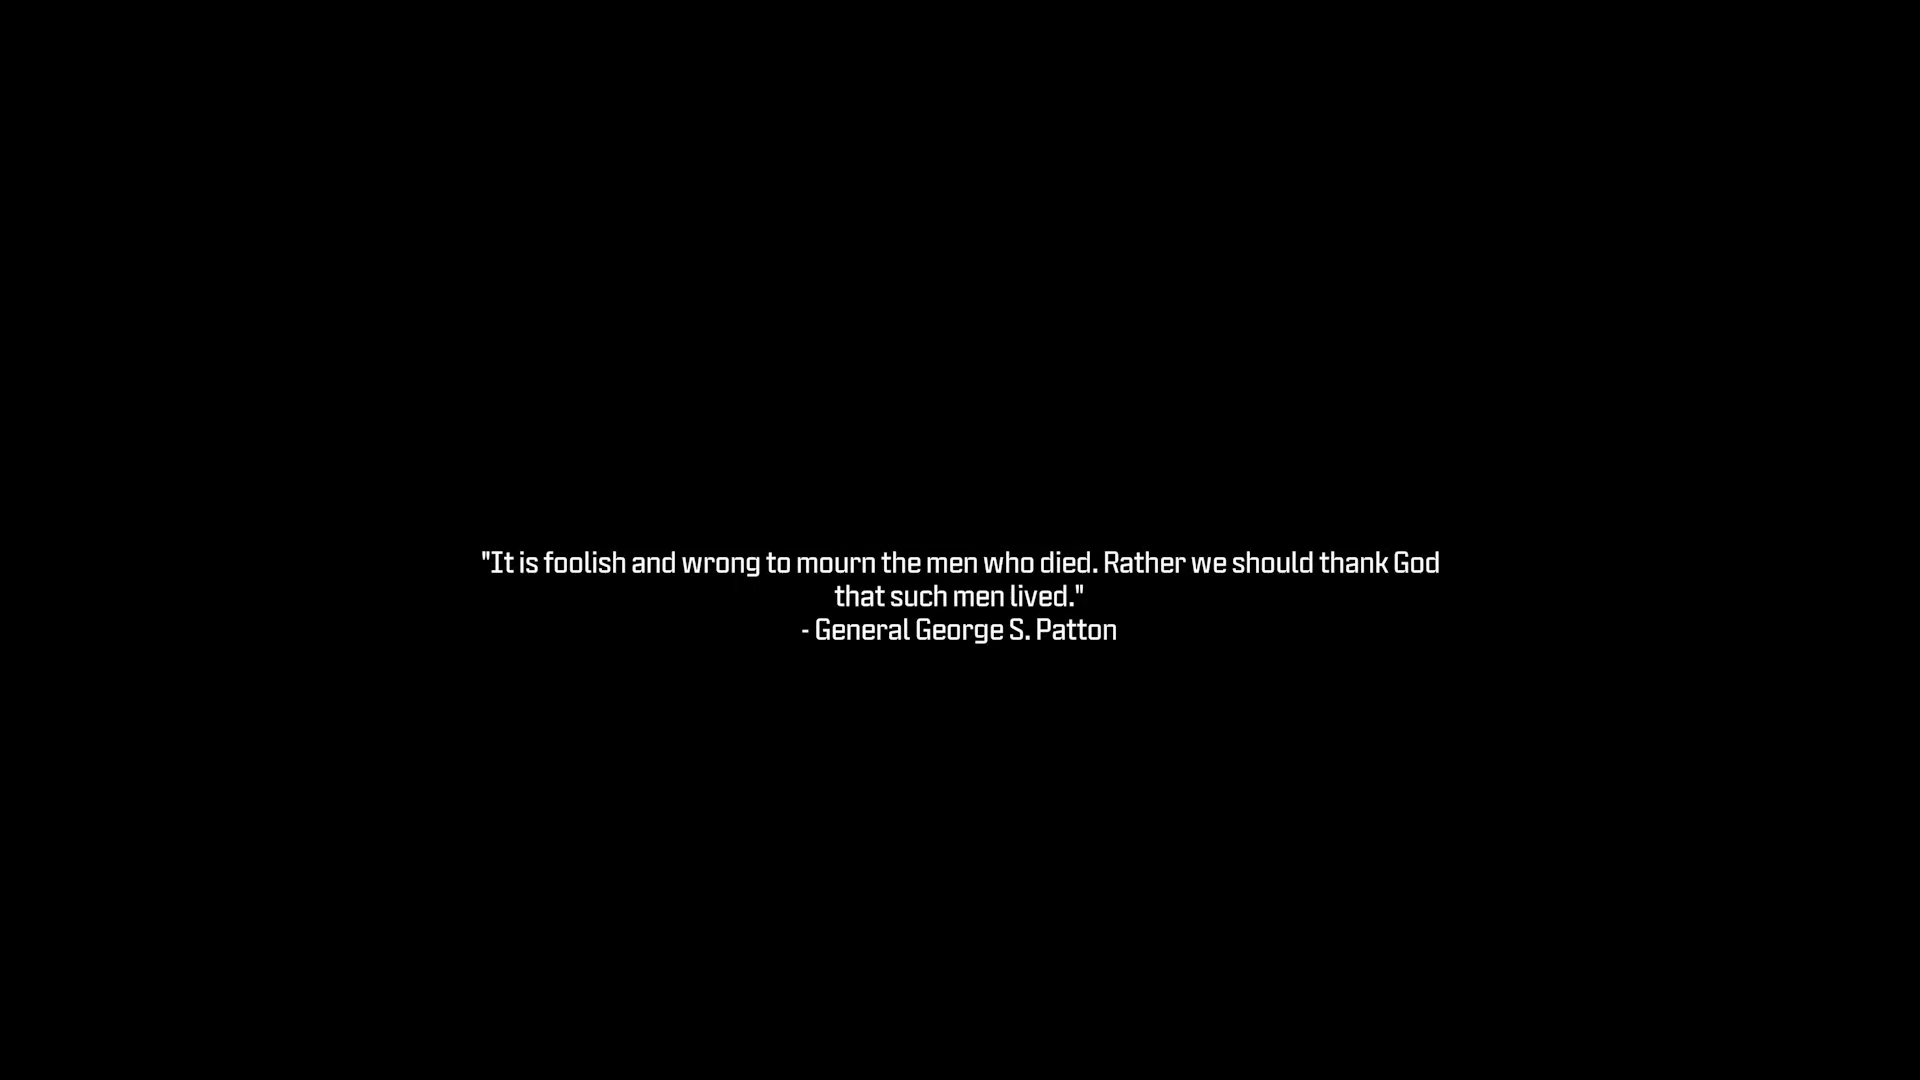 "It is foolish and wrong to mourn the men who died. Rather we should thank God
that such men lived."
- General George S. Patton